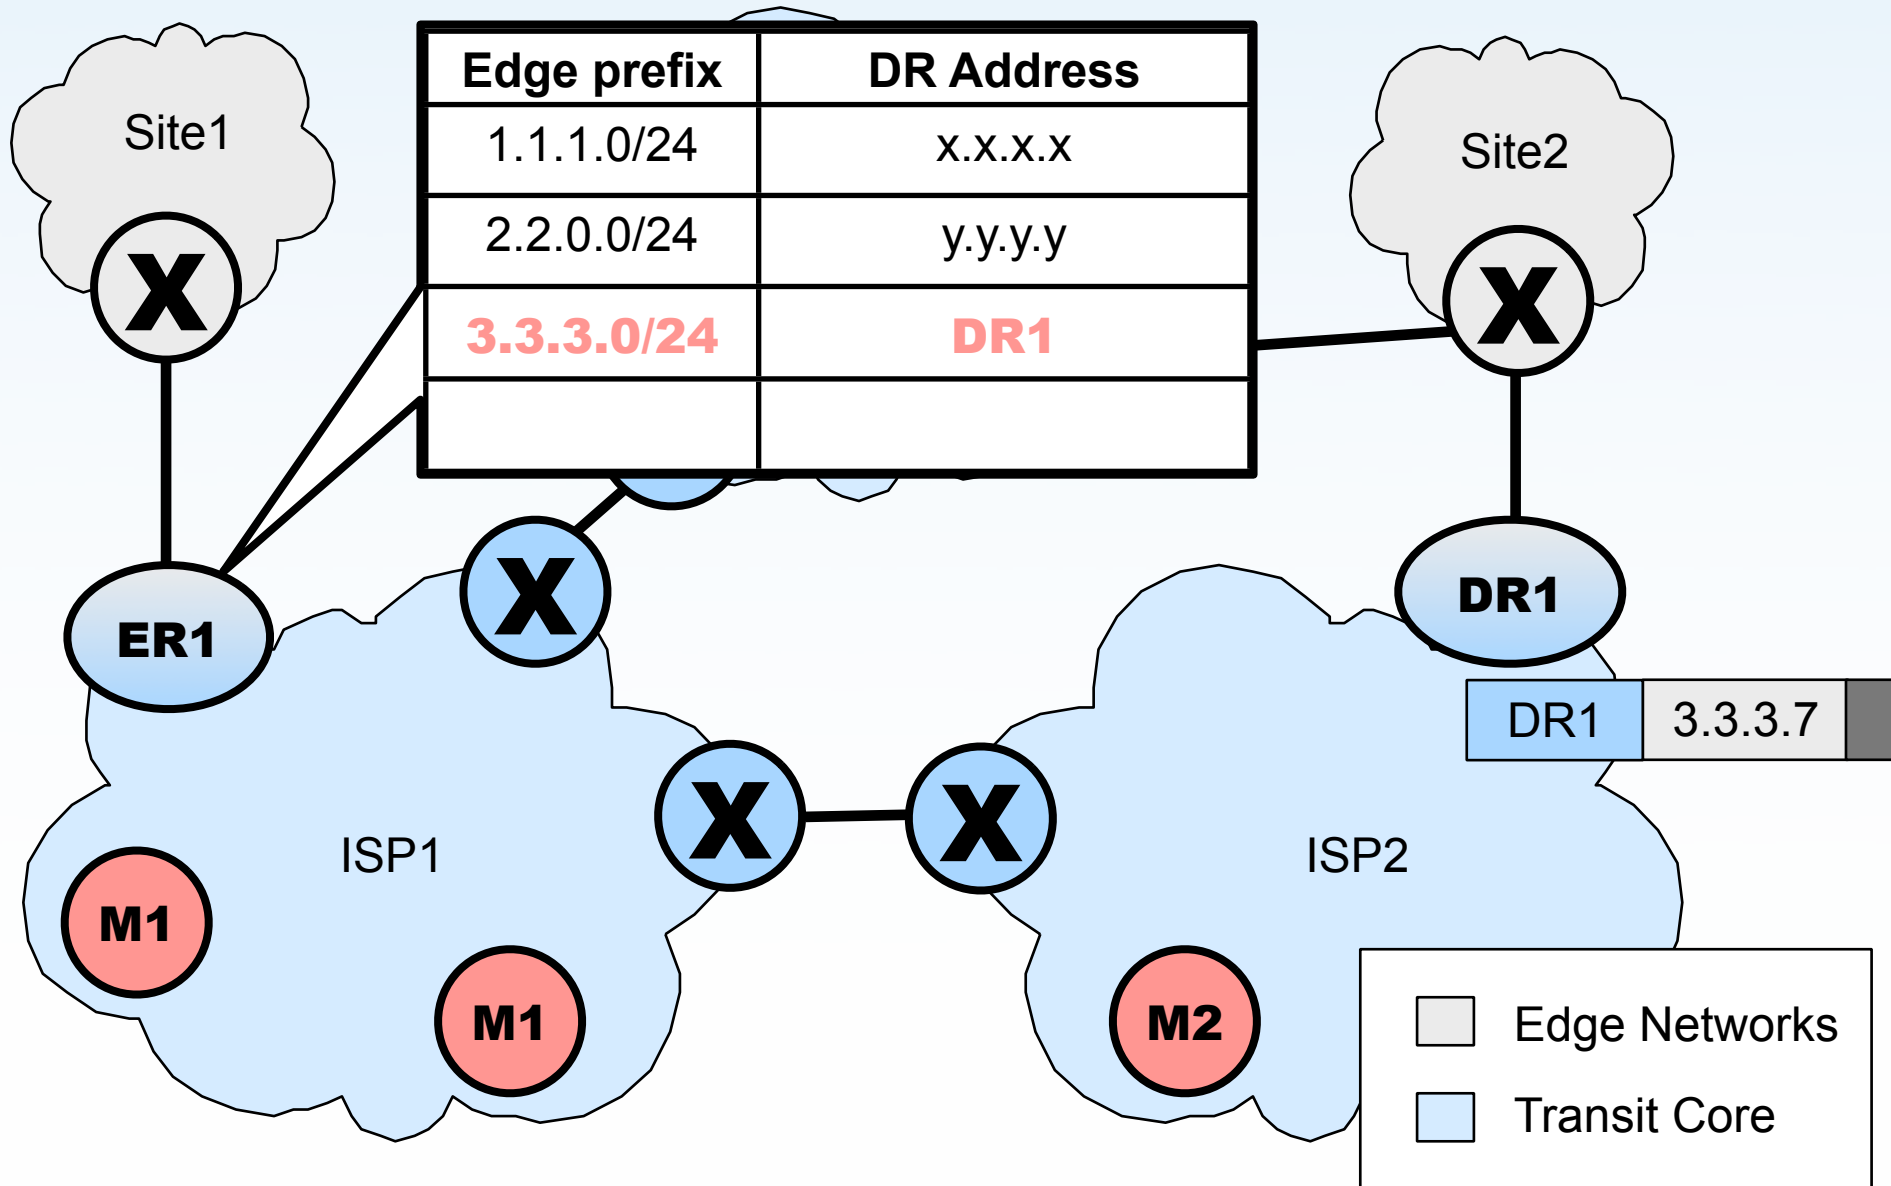 Edge prefix DR Address
1.1.1.0/24 x.x.x.x
2.2.0.0/24 y.y.y.y
3.3.3.0/24 DR1
Site1
Site2
X
X
X
ER1
DR1
DR1 3.3.3.7
X
X
ISP1
ISP2
M1
M1
M2
Edge Networks
Transit Core